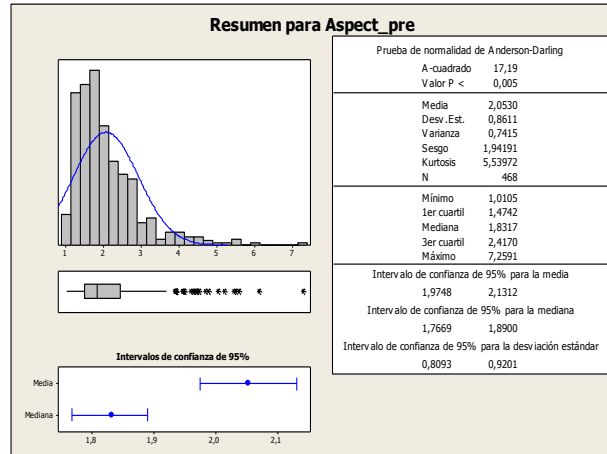 Resumen para Aspect_pre
1 2 3 4 5 6 7
Intervalos de confianza de 95%
Media
Mediana
1,8 1,9 2,0 2,1
Prueba de normalidad de Anderson-Darling
A-cuadrado 17,19
Valor P < 0,005
Media 2,0530
Desv.Est. 0,8611
Varianza 0,7415
Sesgo 1,94191
Kurtosis 5,53972
N 468
Mínimo 1,0105
1er cuartil 1,4742
Mediana 1,8317
3er cuartil 2,4170
Máximo 7,2591
Intervalo de confianza de 95% para la media
1,9748 2,1312
Intervalo de confianza de 95% para la mediana
1,7669 1,8900
Intervalo de confianza de 95% para la desviación estándar
0,8093 0,9201